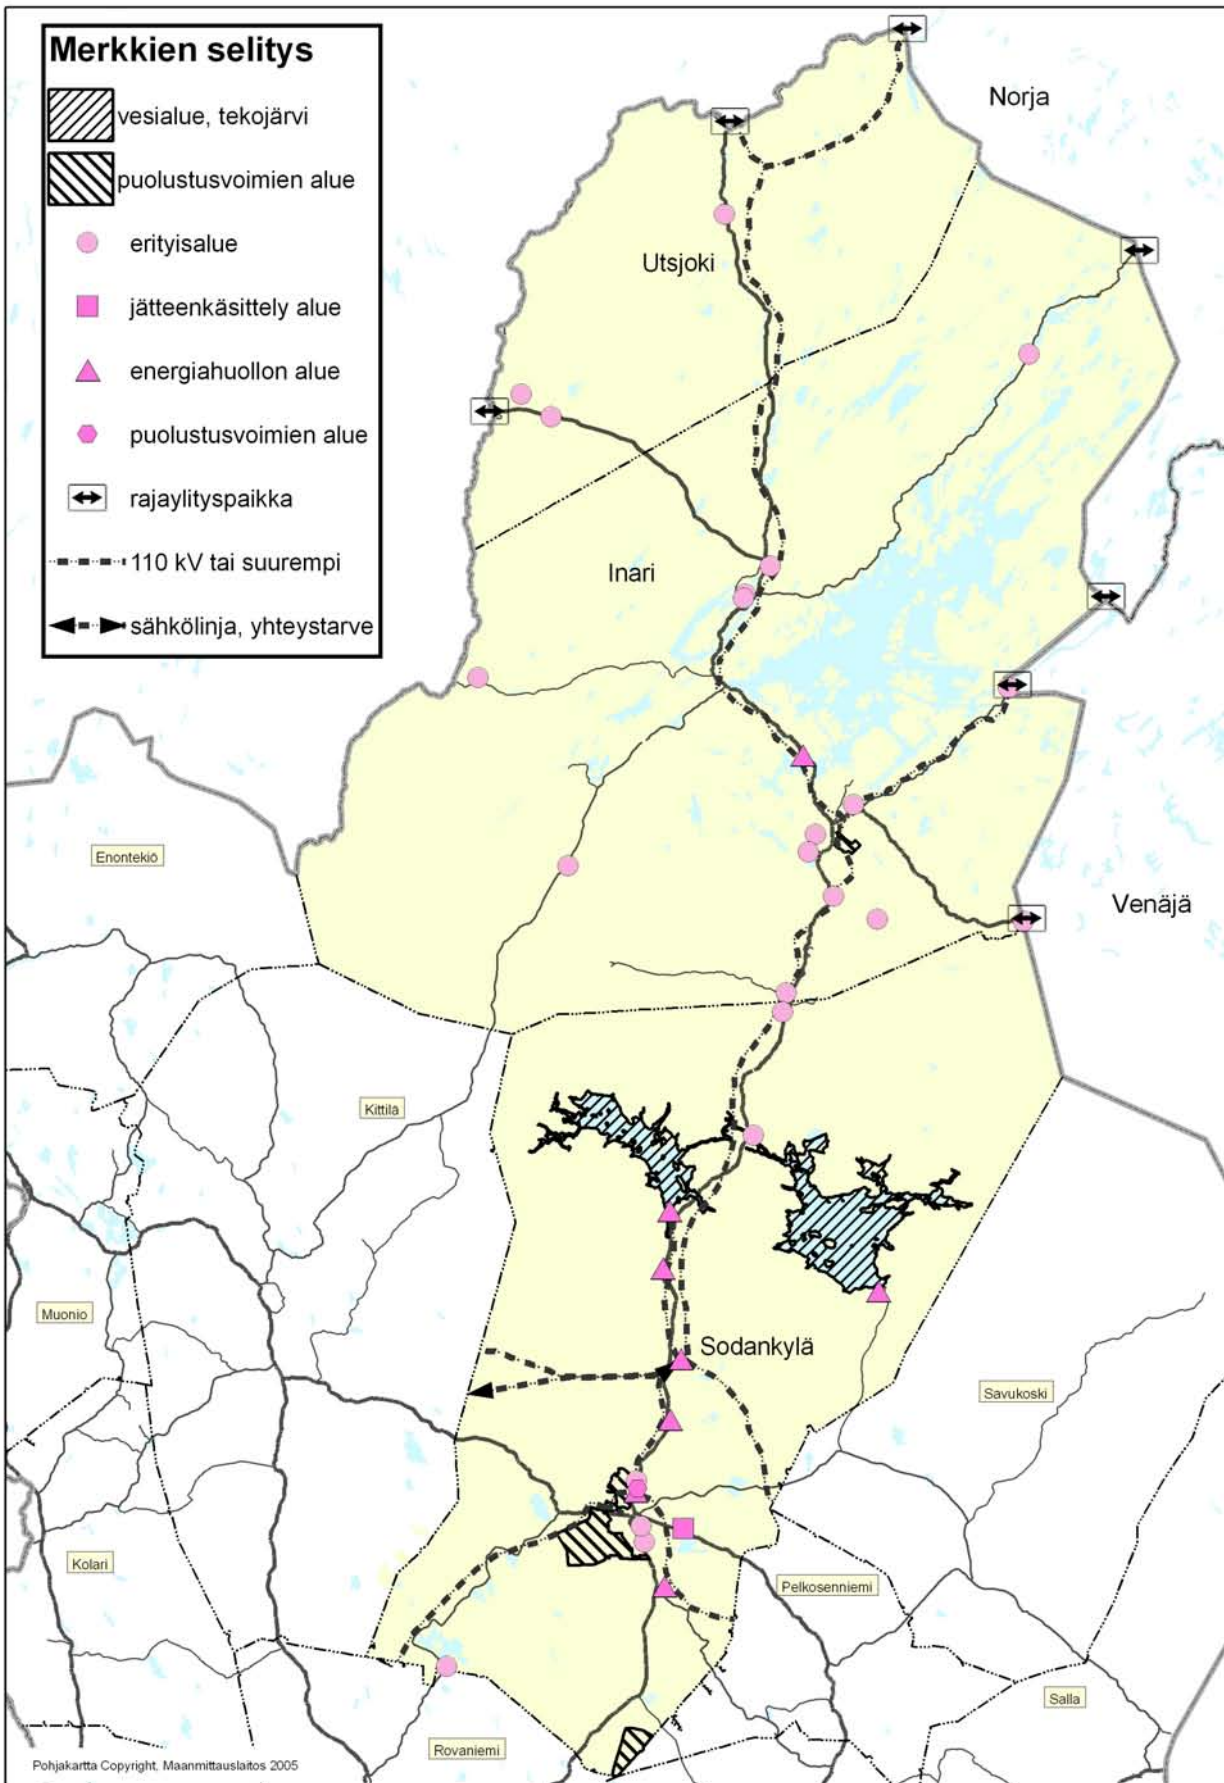 Merkkien selitys
vesialue, tekojärvi
puolustusvoimien alue
erityisalue
jätteenkäsittely alue
energiahuollon alue
puolustusvoimien alue
rajaylityspaikka
110 kV tai suurempi
sähkölinja, yhteystarve
Norja
Utsjoki
Inari
Enontekiö
Venäjä
Kittilä
Muonio
Sodankylä
Savukoski
Kolari
Pelkosenniemi
Salla
Rovaniemi
Pohjakartta Copyright, Maanmittauslaitos 2005